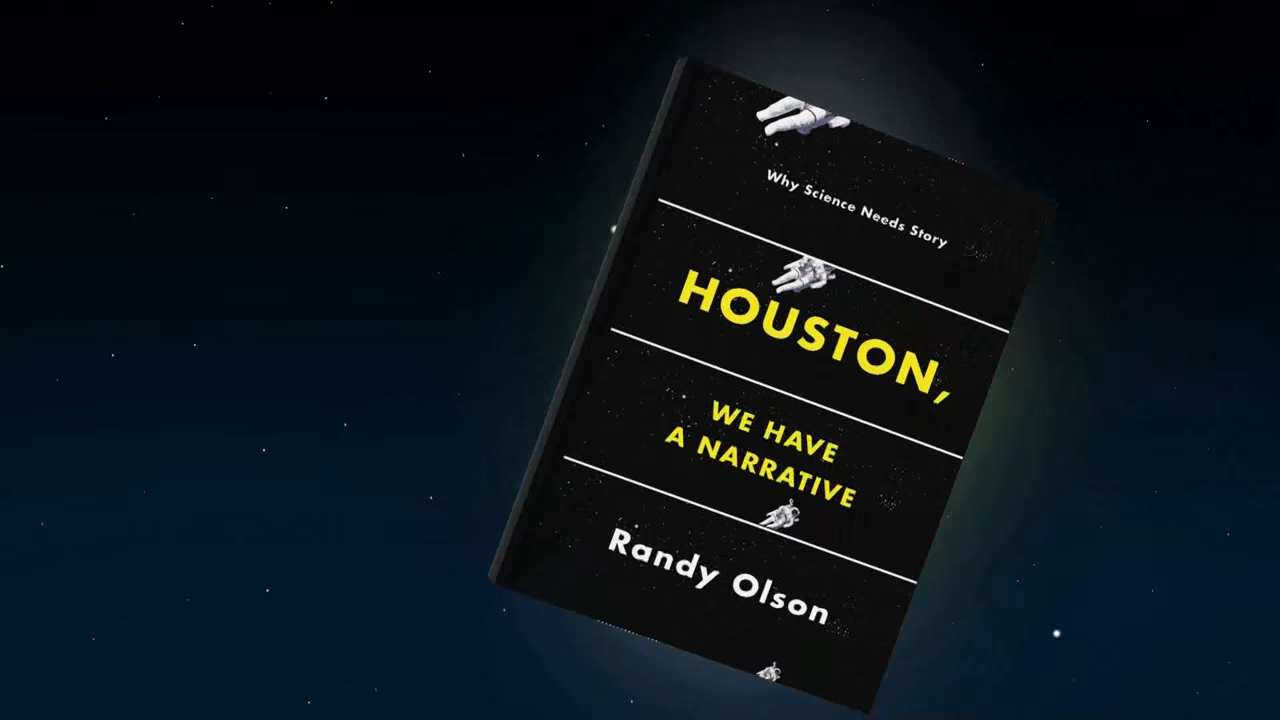 Why Science Needs Story
HOUSTON,
WE HAVE
A NARRATIVE
Randy Olson